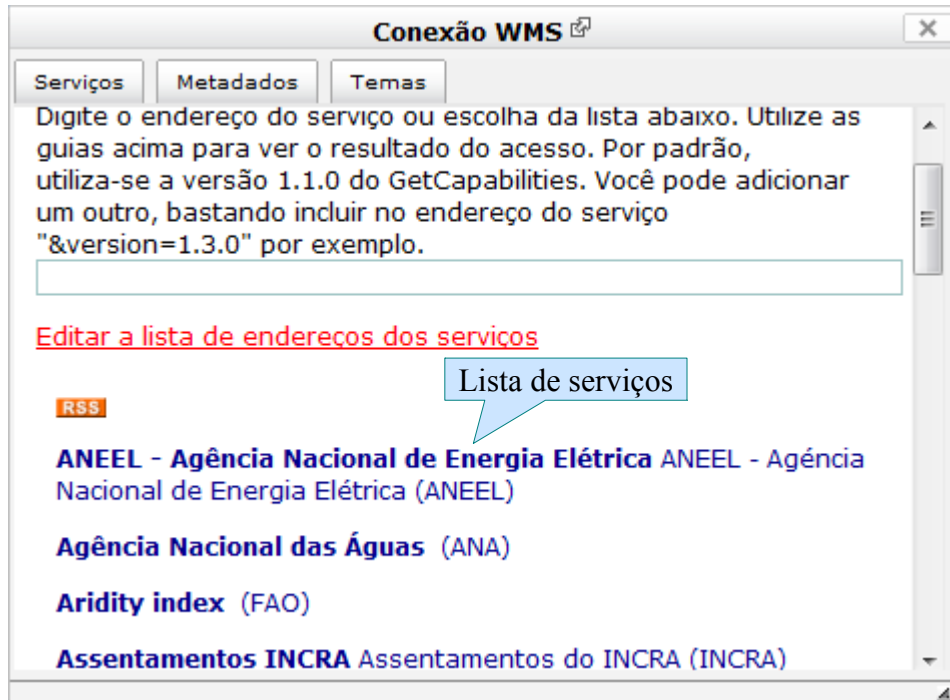 Conexão WMS
Serviços
Metadados
Temas
Digite o endereço do serviço ou escolha da lista abaixo. Utilize as
guias acima para ver o resultado do acesso. Por padrão,
utiliza-se a versão 1.1.0 do GetCapabilities. Você pode adicionar
um outro, bastando incluir no endereço do serviço
"&version=1.3.0" por exemplo.
Editar a lista de endereços dos serviços
Lista de serviços
RSS
ANEEL - Agência Nacional de Energia Elétrica ANEEL - Agéncia
Nacional de Energia Elétrica (ANEEL)
Agência Nacional das Águas (ANA)
Aridity index (FAO)
Assentamentos INCRA Assentamentos do INCRA (INCRA)